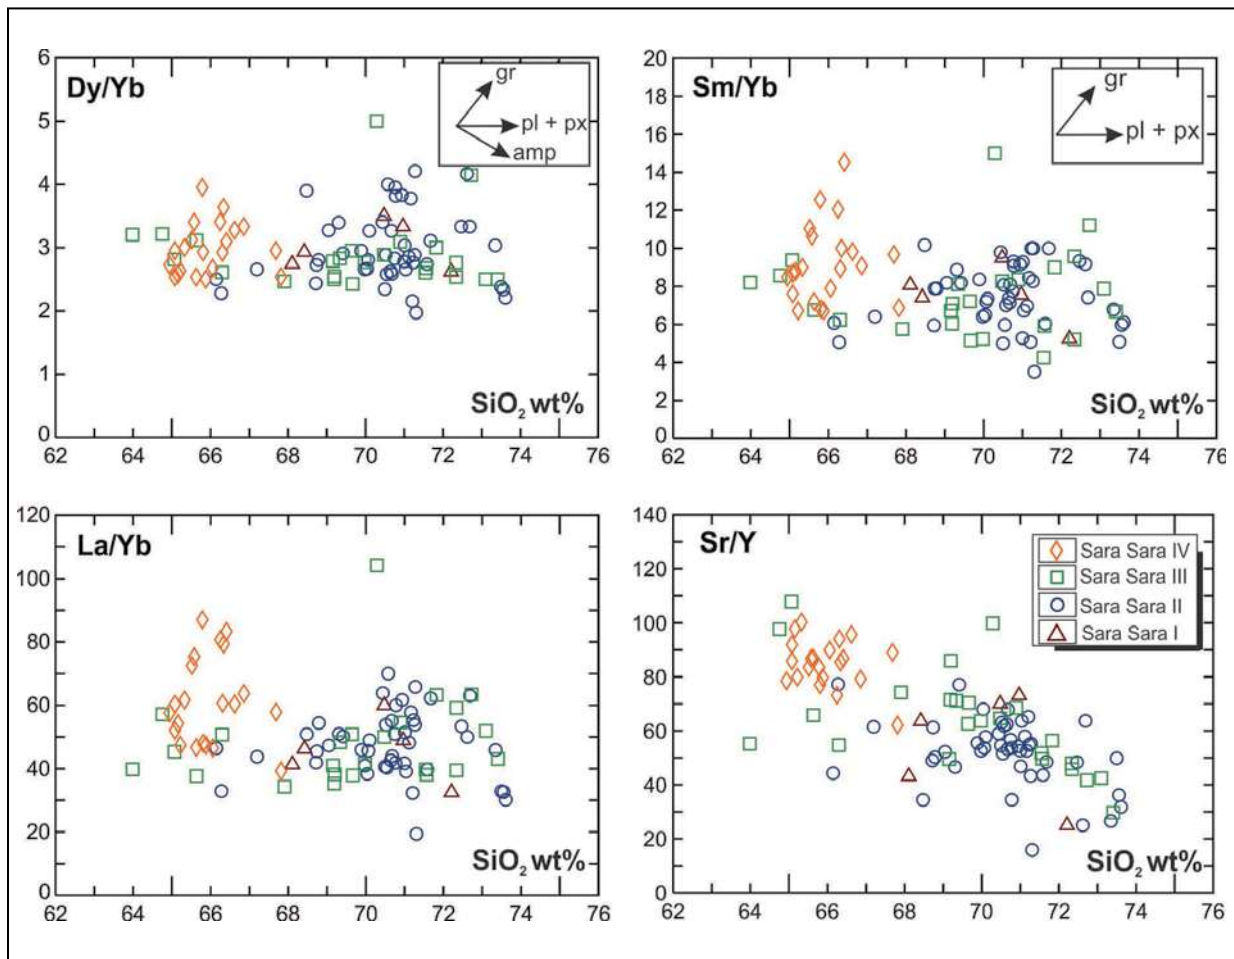 Dy/Yb
gr
pl + px
amp
6
5
4
3
2
1
0
SiO2 wt%
62 64 66 68 70 72 74 76
Sm/Yb
gr
pl + px
20
18
16
14
12
10
8
6
4
2
0
SiO2 wt%
62 64 66 68 70 72 74 76
La/Yb
120
100
80
60
40
20
0
SiO2 wt%
62 64 66 68 70 72 74 76
Sr/Y
140
120
100
80
60
40
20
0
Sara Sara IV
Sara Sara III
Sara Sara II
Sara Sara I
SiO2 wt%
62 64 66 68 70 72 74 76